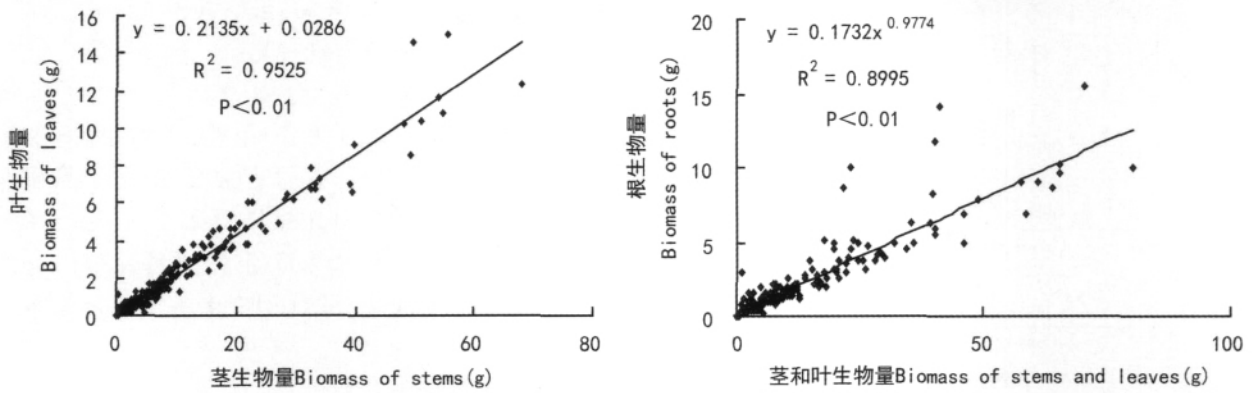 y = 0.2135x + 0.0286
R² = 0.9525
P<0.01
叶生物量
Biomass of leaves(g)
16
14
12
10
8
6
4
2
0
0 20 40 60 80
茎生物量Biomass of stems(g)
y = 0.1732x^0.9774
R² = 0.8995
P<0.01
根生物量
Biomass of roots(g)
20
15
10
5
0
0 50 100
茎和叶生物量Biomass of stems and leaves(g)